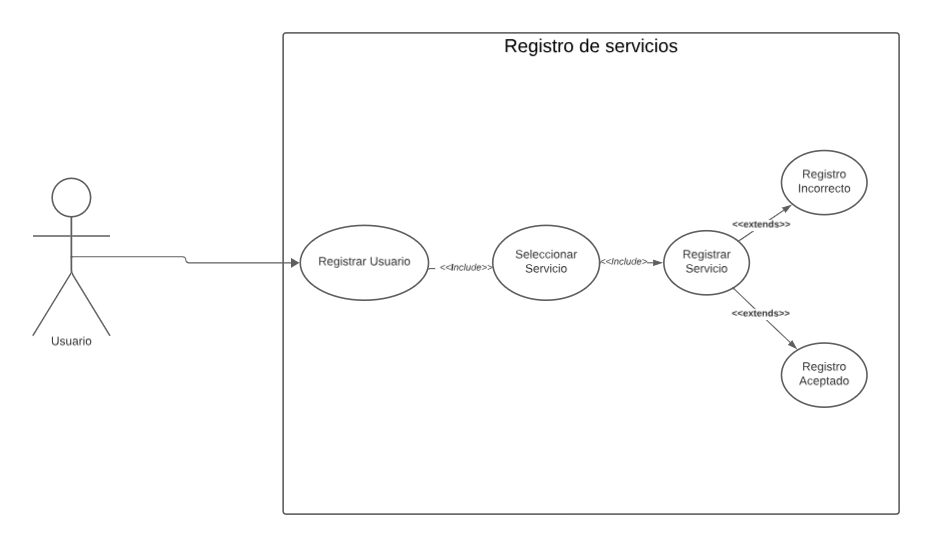 Registro de servicios
Registro
Incorrecto
<<extends>>
Registrar Usuario
<<Include>>
Seleccionar
Servicio
<<Include>
Registrar
Servicio
<<extends>>
Usuario
Registro
Aceptado